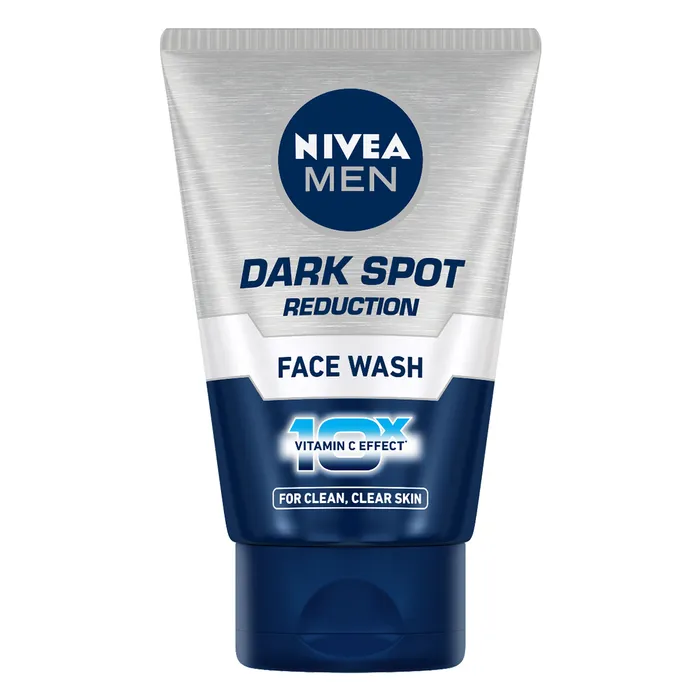 NIVEA
MEN
DARK SPOT
REDUCTION
FACE WASH
10X
VITAMIN C EFFECT*
FOR CLEAN, CLEAR SKIN